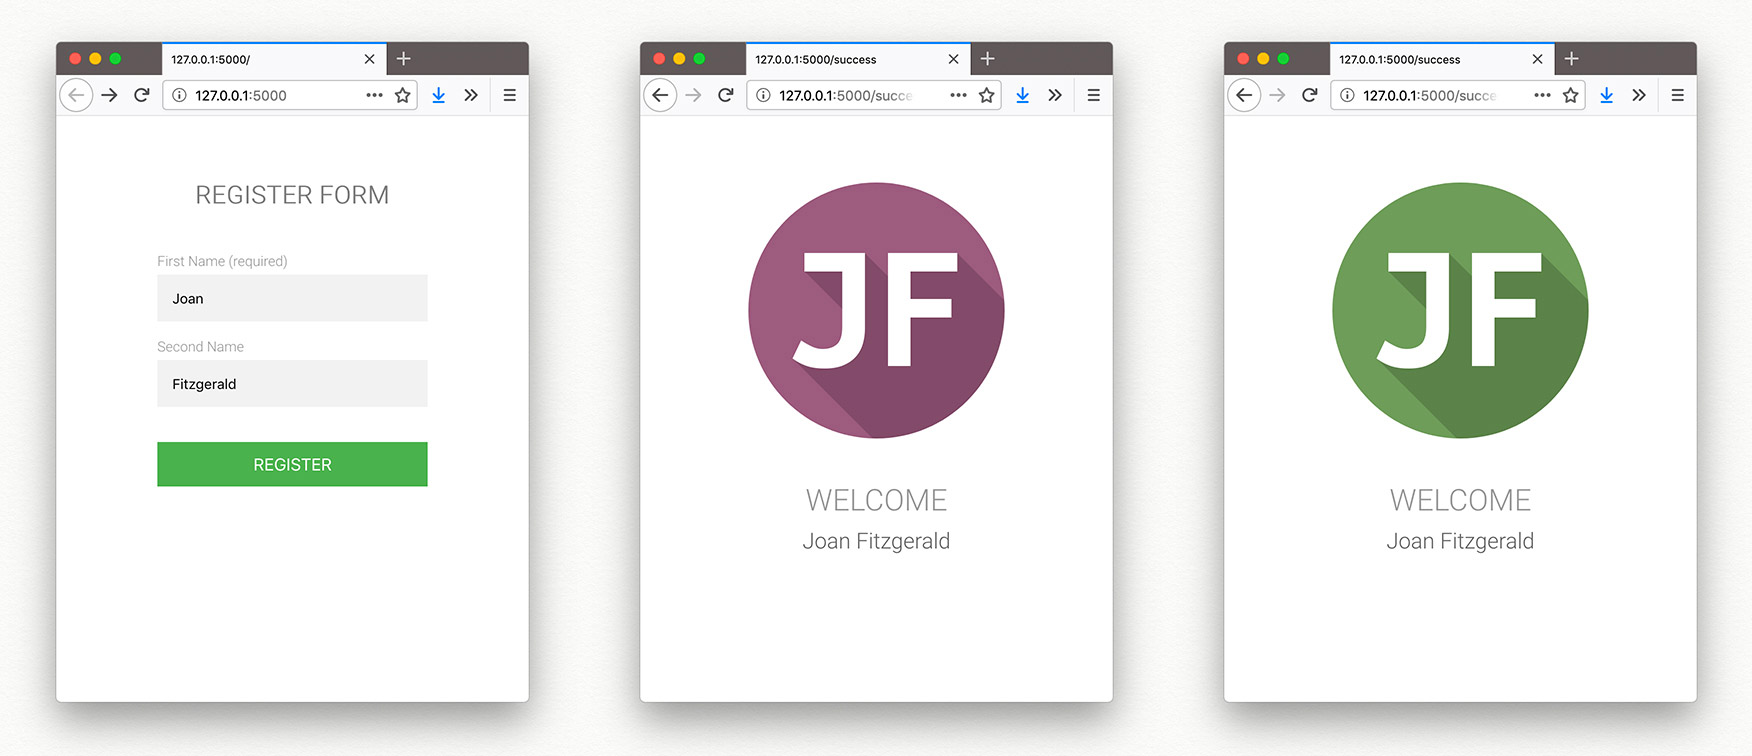 127.0.0.1:5000/
127.0.0.1:5000
REGISTER FORM
First Name (required)
Joan
Second Name
Fitzgerald
REGISTER
127.0.0.1:5000/success
127.0.0.1:5000/succe
JF
WELCOME
Joan Fitzgerald
127.0.0.1:5000/success
127.0.0.1:5000/succe
JF
WELCOME
Joan Fitzgerald